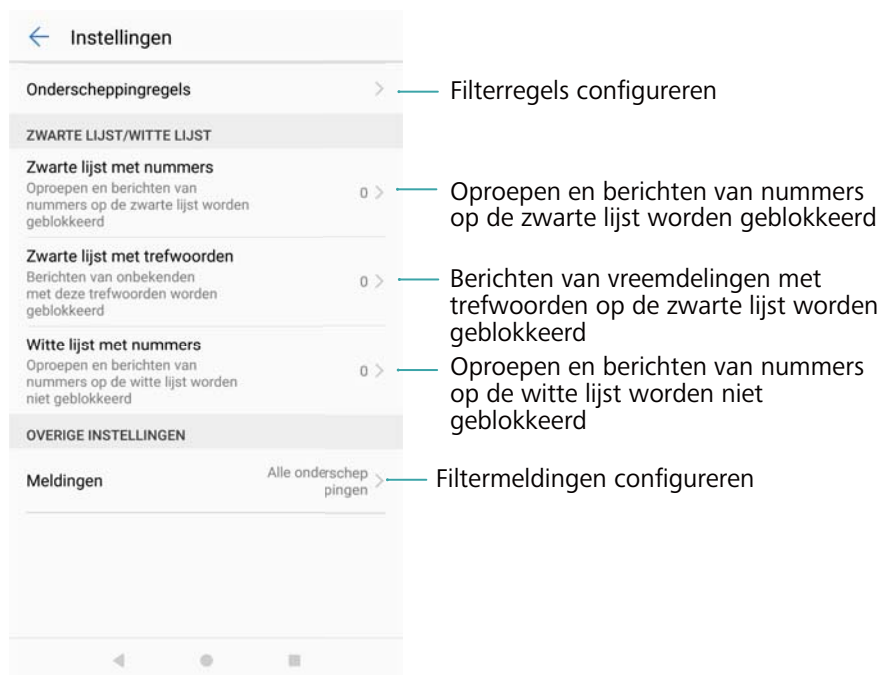 Instellingen
Onderscheppingregels
Filterregels configureren
ZWARTE LIJST/WITTE LIJST
Zwarte lijst met nummers
Oproepen en berichten van
nummers op de zwarte lijst worden
geblokkeerd
0
Oproepen en berichten van nummers
op de zwarte lijst worden geblokkeerd
Zwarte lijst met trefwoorden
Berichten van onbekenden
met deze trefwoorden worden
geblokkeerd
0
Berichten van vreemdelingen met
trefwoorden op de zwarte lijst worden
geblokkeerd
Witte lijst met nummers
Oproepen en berichten van
nummers op de witte lijst worden
niet geblokkeerd
0
Oproepen en berichten van nummers
op de witte lijst worden niet
geblokkeerd
OVERIGE INSTELLINGEN
Meldingen
Alle onderschep
pingen
Filtermeldingen configureren